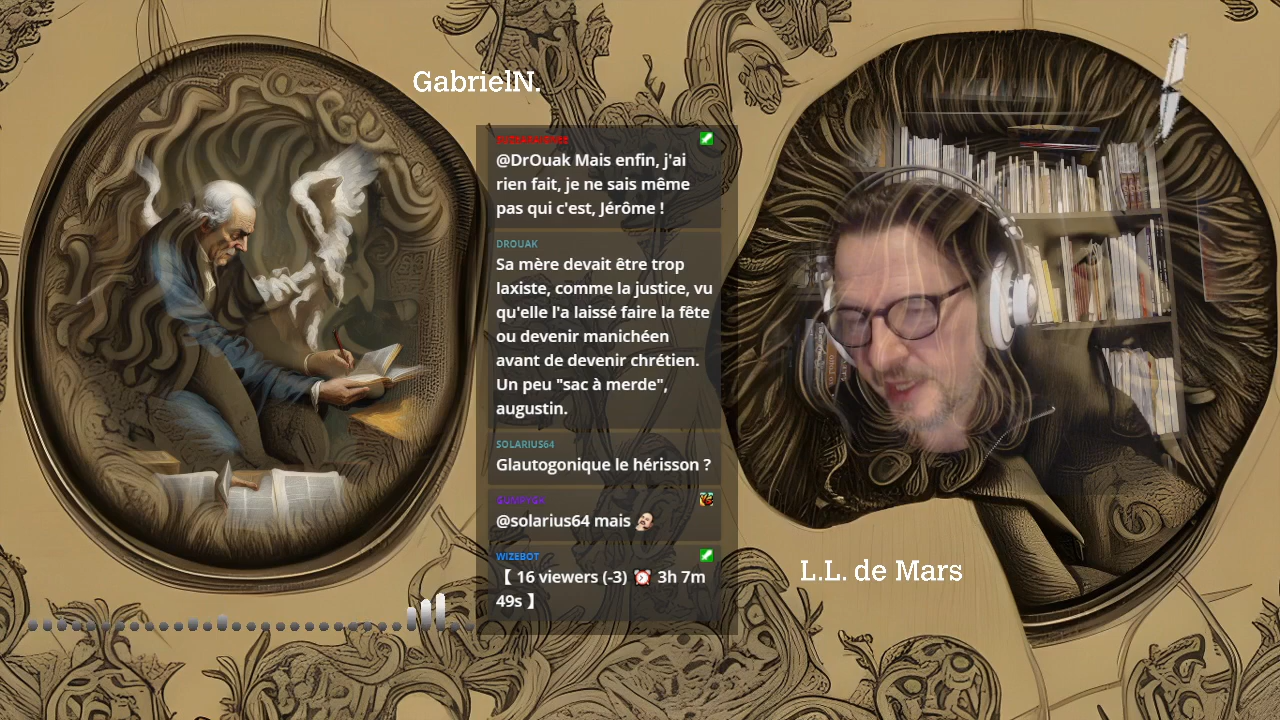 GabrielN.
@DrOuak Mais enfin, j'ai
rien fait, je ne sais même
pas qui c'est, Jérôme !
DROUAK
Sa mère devait être trop
laxiste, comme la justice, vu
qu'elle l'a laissé faire la fête
ou devenir manichéen
avant de devenir chrétien.
Un peu "sac à merde",
augustin.
SOLARIUS64
Glautogonique le hérisson ?
@solarius64 mais
WIZEBOT
【 16 viewers (-3) ⏰ 3h 7m
49s 】
L.L. de Mars